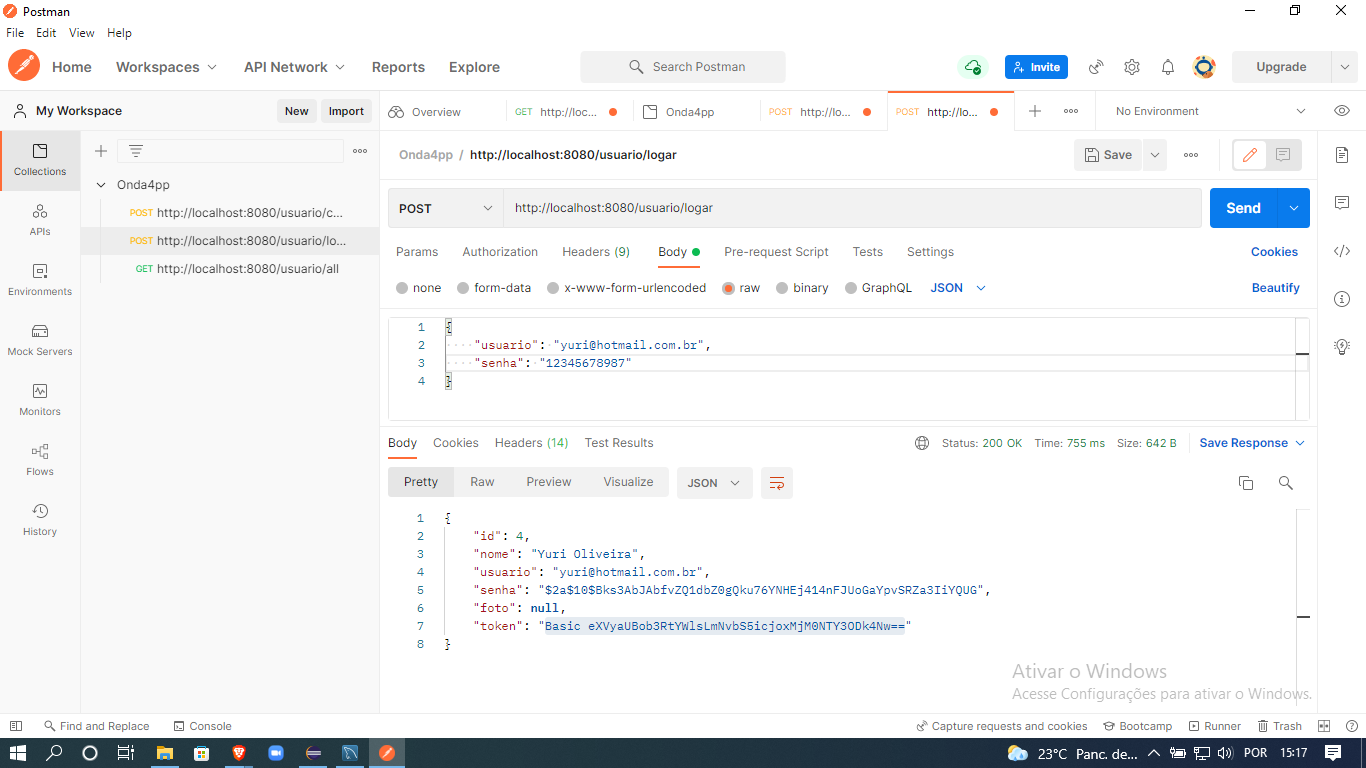 Postman
File Edit View Help
Home Workspaces API Network Reports Explore Search Postman Invite Upgrade
My Workspace New Import Overview GET http://loc... Onda4pp POST http://lo... POST http://lo... No Environment
Collections
APIs
Environments
Mock Servers
Monitors
Flows
History
Onda4pp
POST http://localhost:8080/usuario/c...
POST http://localhost:8080/usuario/lo...
GET http://localhost:8080/usuario/all
Onda4pp / http://localhost:8080/usuario/logar Save
POST http://localhost:8080/usuario/logar Send
Params Authorization Headers (9) Body Pre-request Script Tests Settings Cookies
none form-data x-www-form-urlencoded raw binary GraphQL JSON Beautify
1 {
2 "usuario": "yuri@hotmail.com.br",
3 "senha": "12345678987"
4 }
Body Cookies Headers (14) Test Results Status: 200 OK Time: 755 ms Size: 642 B Save Response
Pretty Raw Preview Visualize JSON
1 {
2 "id": 4,
3 "nome": "Yuri Oliveira",
4 "usuario": "yuri@hotmail.com.br",
5 "senha": "$2a$10$Bks3AbJAbfvZQ1dbZ0gQku76YNHEj414nFJUoGaYpvSRZa3IiYQUG",
6 "foto": null,
7 "token": "Basic eXVyaUBob3RtYWlsLmNvbS5icjoxMjM0NTY3ODk4Nw=="
8 }
Ativar o Windows
Acesse Configurações para ativar o Windows.
Find and Replace Console Capture requests and cookies Bootcamp Runner Trash
23°C Panc. de... POR 15:17